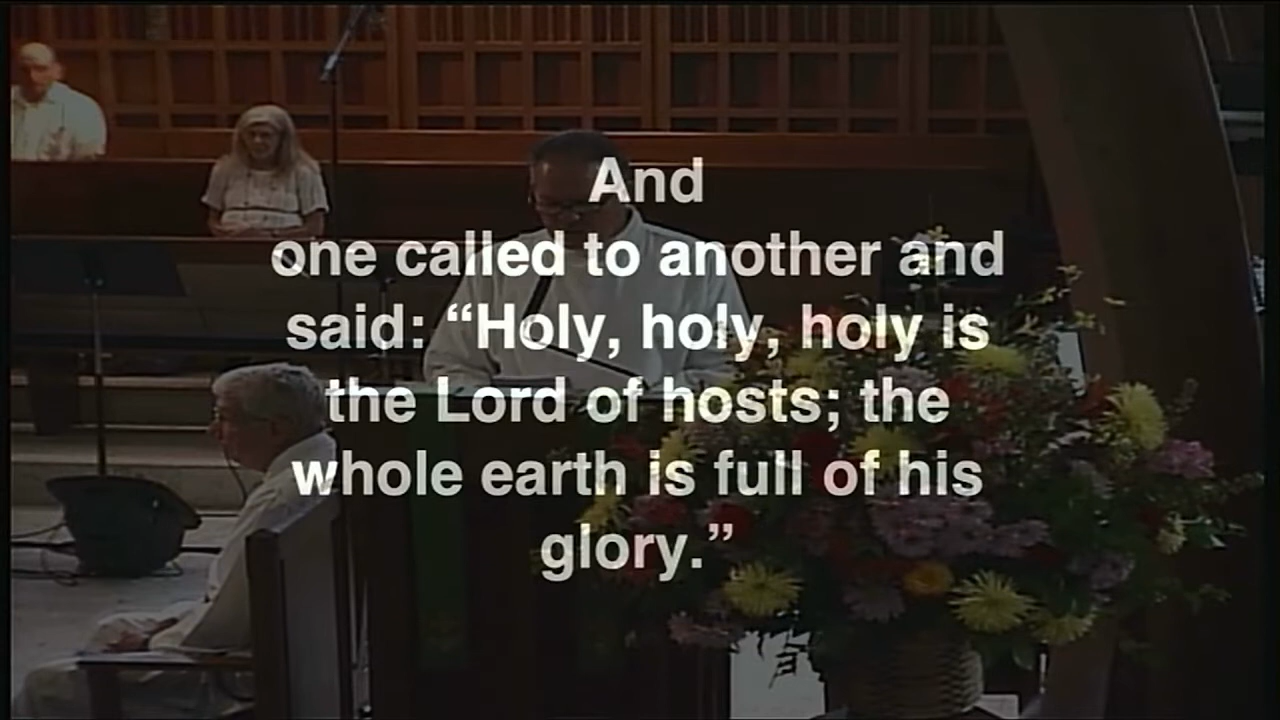 And
one called to another and
said: “Holy, holy, holy is
the Lord of hosts; the
whole earth is full of his
glory.”